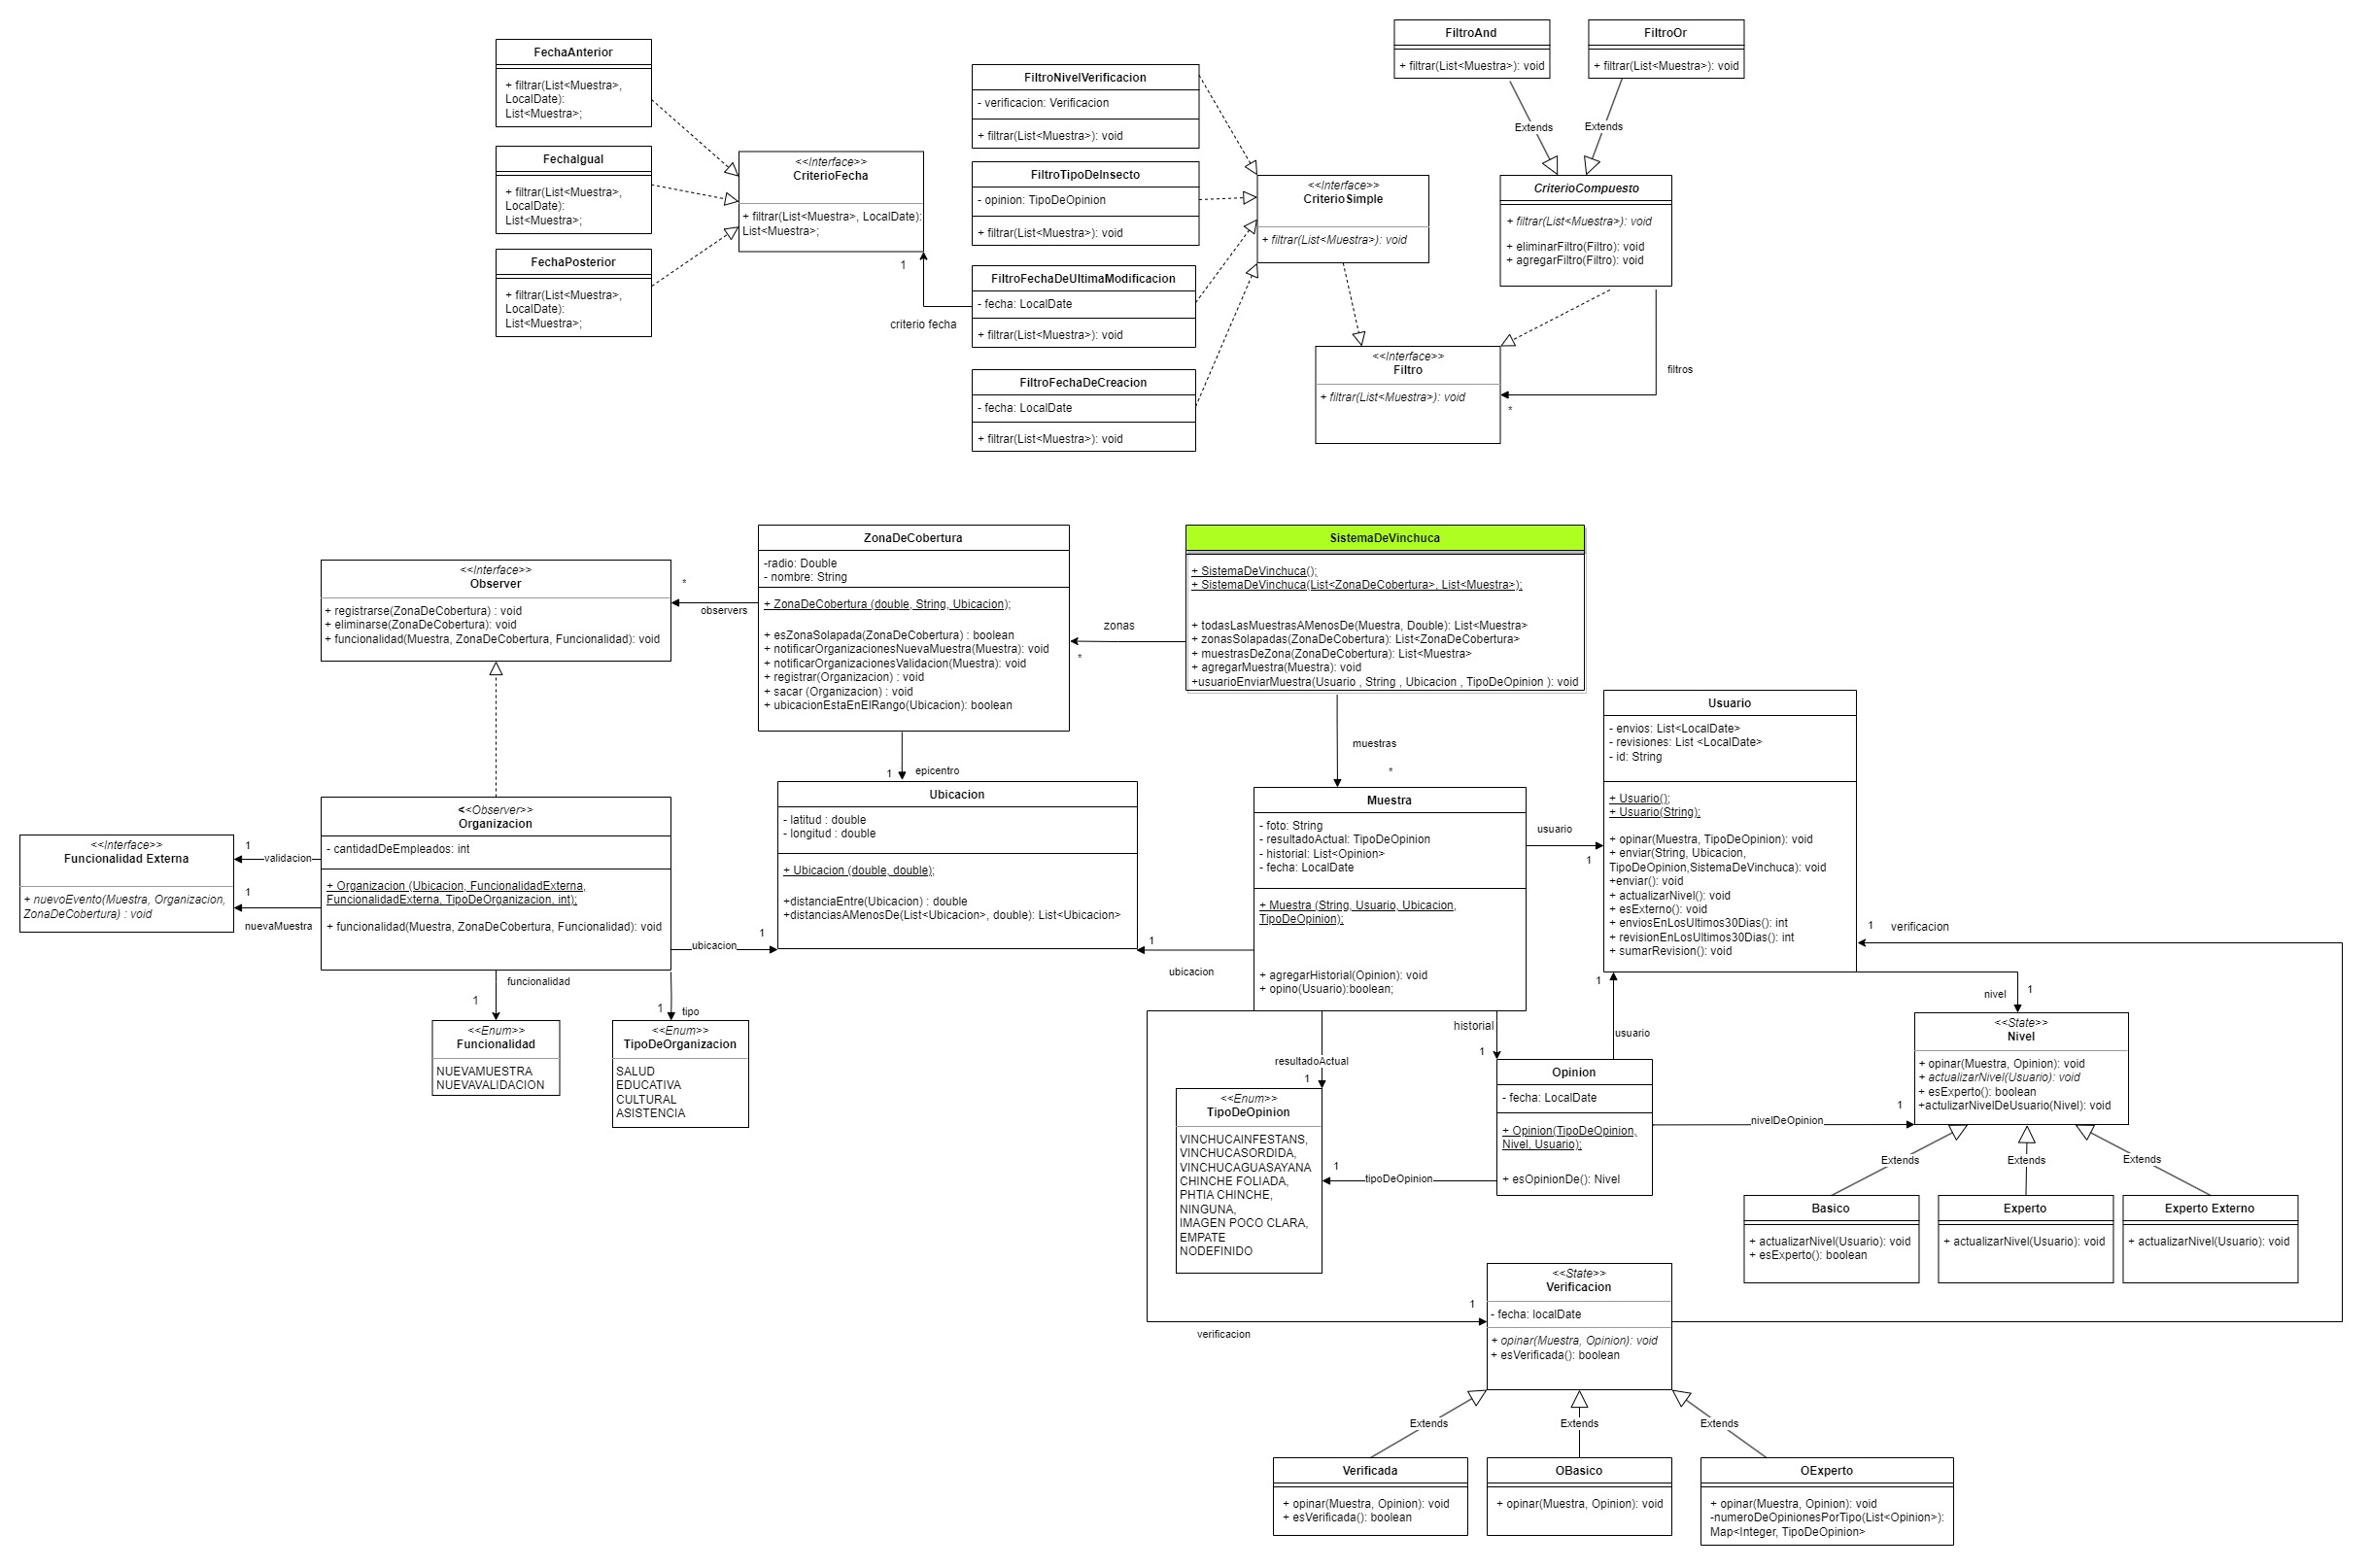 FechaAnterior
+ filtrar(List<Muestra>,
LocalDate):
List<Muestra>;
FechaIgual
+ filtrar(List<Muestra>,
LocalDate):
List<Muestra>;
FechaPosterior
+ filtrar(List<Muestra>,
LocalDate):
List<Muestra>;
<<Interface>>
CriterioFecha
+ filtrar(List<Muestra>, LocalDate):
List<Muestra>;
1
criterio fecha
FiltroNivelVerificacion
- verificacion: Verificacion
+ filtrar(List<Muestra>): void
FiltroTipoDeInsecto
- opinion: TipoDeOpinion
+ filtrar(List<Muestra>): void
FiltroFechaDeUltimaModificacion
- fecha: LocalDate
+ filtrar(List<Muestra>): void
FiltroFechaDeCreacion
- fecha: LocalDate
+ filtrar(List<Muestra>): void
<<Interface>>
CriterioSimple
+ filtrar(List<Muestra>): void
FiltroAnd
+ filtrar(List<Muestra>): void
FiltroOr
+ filtrar(List<Muestra>): void
Extends
Extends
CriterioCompuesto
+ filtrar(List<Muestra>): void
+ eliminarFiltro(Filtro): void
+ agregarFiltro(Filtro): void
<<Interface>>
Filtro
+ filtrar(List<Muestra>): void
filtros
*
<<Interface>>
Observer
+ registrarse(ZonaDeCobertura) : void
+ eliminarse(ZonaDeCobertura): void
+ funcionalidad(Muestra, ZonaDeCobertura, Funcionalidad): void
*
observers
ZonaDeCobertura
-radio: Double
- nombre: String
+ ZonaDeCobertura (double, String, Ubicacion);
+ esZonaSolapada(ZonaDeCobertura) : boolean
+ notificarOrganizacionesNuevaMuestra(Muestra): void
+ notificarOrganizacionesValidacion(Muestra): void
+ registrar(Organizacion) : void
+ sacar (Organizacion) : void
+ ubicacionEstaEnElRango(Ubicacion): boolean
zonas
*
SistemaDeVinchuca
+ SistemaDeVinchuca();
+ SistemaDeVinchuca(List<ZonaDeCobertura>, List<Muestra>);
+ todasLasMuestrasAMenosDe(Muestra, Double): List<Muestra>
+ zonasSolapadas(ZonaDeCobertura): List<ZonaDeCobertura>
+ muestrasDeZona(ZonaDeCobertura): List<Muestra>
+ agregarMuestra(Muestra): void
+usuarioEnviarMuestra(Usuario , String , Ubicacion , TipoDeOpinion ): void
muestras
*
1
epicentro
Usuario
- envios: List<LocalDate>
- revisiones: List <LocalDate>
- id: String
+ Usuario();
+ Usuario(String);
+ opinar(Muestra, TipoDeOpinion): void
+ enviar(String, Ubicacion,
TipoDeOpinion,SistemaDeVinchuca): void
+enviar(): void
+ actualizarNivel(): void
+ esExterno(): void
+ enviosEnLosUltimos30Dias(): int
+ revisionEnLosUltimos30Dias(): int
+ sumarRevision(): void
<<Interface>>
Funcionalidad Externa
+ nuevoEvento(Muestra, Organizacion,
ZonaDeCobertura) : void
1
validacion
1
nuevaMuestra
<<Observer>>
Organizacion
- cantidadDeEmpleados: int
+ Organizacion (Ubicacion, FuncionalidadExterna,
FuncionalidadExterna, TipoDeOrganizacion, int);
+ funcionalidad(Muestra, ZonaDeCobertura, Funcionalidad): void
ubicacion
1
Ubicacion
- latitud : double
- longitud : double
+ Ubicacion (double, double);
+distanciaEntre(Ubicacion) : double
+distanciasAMenosDe(List<Ubicacion>, double): List<Ubicacion>
1
ubicacion
Muestra
- foto: String
- resultadoActual: TipoDeOpinion
- historial: List<Opinion>
- fecha: LocalDate
+ Muestra (String, Usuario, Ubicacion,
TipoDeOpinion);
+ agregarHistorial(Opinion): void
+ opino(Usuario):boolean;
usuario
1
1
verificacion
funcionalidad
1
1
tipo
<<Enum>>
Funcionalidad
NUEVAMUESTRA
NUEVAVALIDACION
<<Enum>>
TipoDeOrganizacion
SALUD
EDUCATIVA
CULTURAL
ASISTENCIA
resultadoActual
1
historial
1
1
usuario
nivel
1
<<Enum>>
TipoDeOpinion
VINCHUCAINFESTANS,
VINCHUCASORDIDA,
VINCHUCAGUASAYANA
CHINCHE FOLIADA,
PHTIA CHINCHE,
NINGUNA,
IMAGEN POCO CLARA,
EMPATE
NODEFINIDO
Opinion
- fecha: LocalDate
+ Opinion(TipoDeOpinion,
Nivel, Usuario);
+ esOpinionDe(): Nivel
1
tipoDeOpinion
nivelDeOpinion
1
<<State>>
Nivel
+ opinar(Muestra, Opinion): void
+ actualizarNivel(Usuario): void
+ esExperto(): boolean
+actulizarNivelDeUsuario(Nivel): void
Extends
Extends
Extends
Basico
+ actualizarNivel(Usuario): void
+ esExperto(): boolean
Experto
+ actualizarNivel(Usuario): void
Experto Externo
+ actualizarNivel(Usuario): void
1
verificacion
<<State>>
Verificacion
- fecha: localDate
+ opinar(Muestra, Opinion): void
+ esVerificada(): boolean
Extends
Extends
Extends
Verificada
+ opinar(Muestra, Opinion): void
+ esVerificada(): boolean
OBasico
+ opinar(Muestra, Opinion): void
OExperto
+ opinar(Muestra, Opinion): void
-numeroDeOpinionesPorTipo(List<Opinion>):
Map<Integer, TipoDeOpinion>